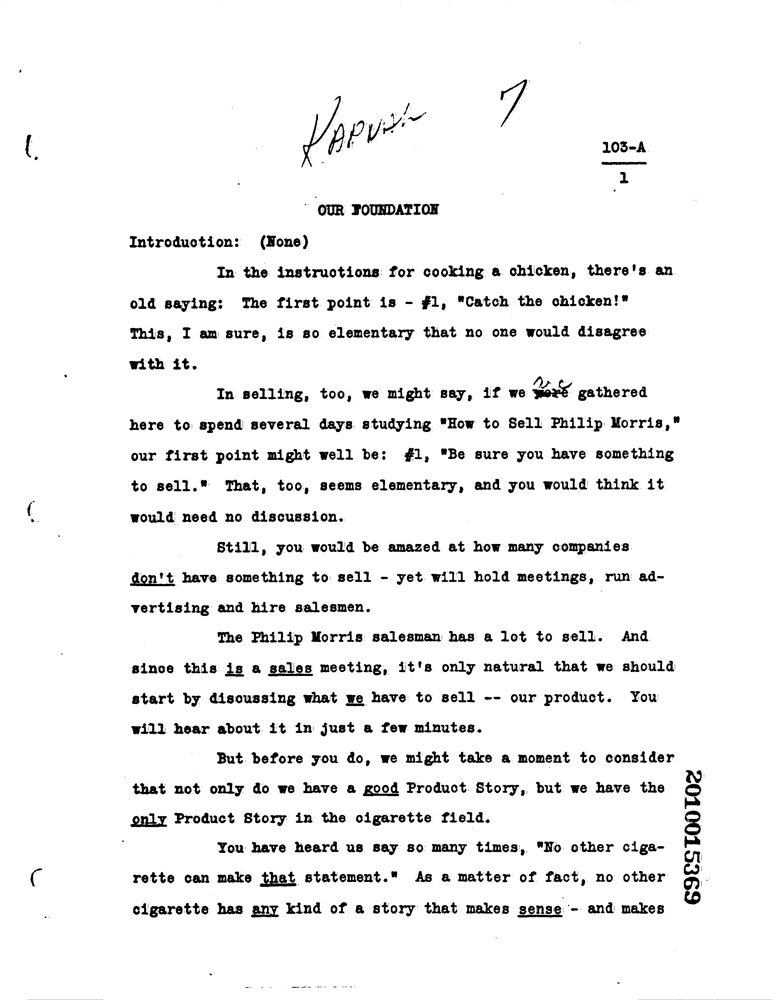 7
103-A
1
OUR FOUNDATION
Introduction: (None)
In the instructions for cooking a chicken, there's an
old saying: The first point is - #1, "Catch the chicken!"
This, I am sure, is so elementary that no one would disagree
with it.
In selling, too, we might say, if we were gathered
here to spend several days studying "How to Sell Philip Morris,"
our first point might well be: #1, "Be sure you have something
to sell." That, too, seems elementary, and you would think it
would need no discussion.
Still, you would be amazed at how many companies
don't have something to sell - yet will hold meetings, run ad-
vertising and hire salesmen.
The Philip Morris salesman has a lot to sell. And
since this is a sales meeting, it's only natural that we should
start by discussing what we have to sell -- our product. You
will hear about it in just a few minutes.
But before you do, we might take a moment to consider
that not only do we have a good Product Story, but we have the
only Product Story in the cigarette field.
You have heard us say so many times, "No other ciga-
rette can make that statement." As a matter of fact, no other
cigarette has any kind of a story that makes sense - and makes
2010015369